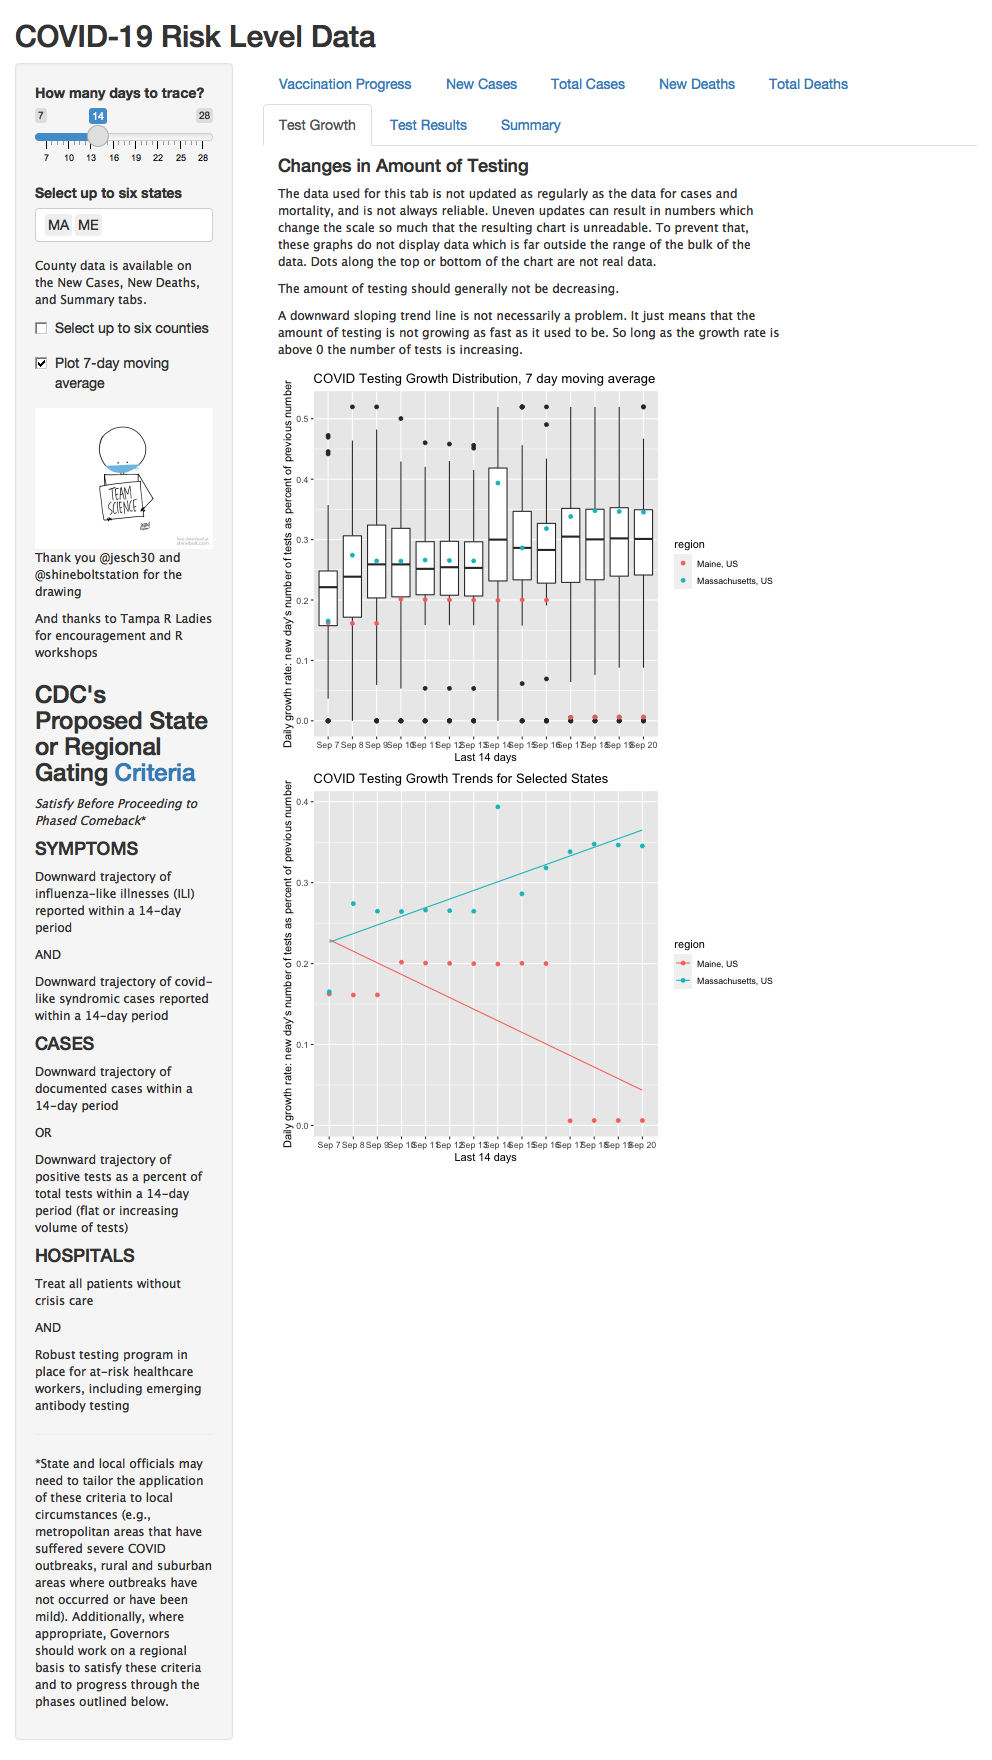 COVID-19 Risk Level Data
How many days to trace?
7
14
28
7 10 13 16 19 22 25 28
Select up to six states
MA ME
County data is available on
the New Cases, New Deaths,
and Summary tabs.
Select up to six counties
Plot 7-day moving
average
TEAM
SCIENCE
Thank you @jesch30 and
@shineboltstation for the
drawing
And thanks to Tampa R Ladies
for encouragement and R
workshops
CDC's
Proposed State
or Regional
Gating Criteria
Satisfy Before Proceeding to
Phased Comeback*
SYMPTOMS
Downward trajectory of
influenza-like illnesses (ILI)
reported within a 14-day
period
AND
Downward trajectory of covid-
like syndromic cases reported
within a 14-day period
CASES
Downward trajectory of
documented cases within a
14-day period
OR
Downward trajectory of
positive tests as a percent of
total tests within a 14-day
period (flat or increasing
volume of tests)
HOSPITALS
Treat all patients without
crisis care
AND
Robust testing program in
place for at-risk healthcare
workers, including emerging
antibody testing
*State and local officials may
need to tailor the application
of these criteria to local
circumstances (e.g.,
metropolitan areas that have
suffered severe COVID
outbreaks, rural and suburban
areas where outbreaks have
not occurred or have been
mild). Additionally, where
appropriate, Governors
should work on a regional
basis to satisfy these criteria
and to progress through the
phases outlined below.
Vaccination Progress New Cases Total Cases New Deaths Total Deaths
Test Growth Test Results Summary
Changes in Amount of Testing
The data used for this tab is not updated as regularly as the data for cases and
mortality, and is not always reliable. Uneven updates can result in numbers which
change the scale so much that the resulting chart is unreadable. To prevent that,
these graphs do not display data which is far outside the range of the bulk of the
data. Dots along the top or bottom of the chart are not real data.
The amount of testing should generally not be decreasing.
A downward sloping trend line is not necessarily a problem. It just means that the
amount of testing is not growing as fast as it used to be. So long as the growth rate is
above 0 the number of tests is increasing.
COVID Testing Growth Distribution, 7 day moving average
Daily growth rate: new day's number of tests as percent of previous number
0.5
0.4
0.3
0.2
0.1
0.0
Sep 7 Sep 8 Sep 9 Sep 10 Sep 11 Sep 12 Sep 13 Sep 14 Sep 15 Sep 16 Sep 17 Sep 18 Sep 19 Sep 20
Last 14 days
region
Maine, US
Massachusetts, US
COVID Testing Growth Trends for Selected States
Daily growth rate: new day's number of tests as percent of previous number
0.4
0.3
0.2
0.1
0.0
Sep 7 Sep 8 Sep 9 Sep 10 Sep 11 Sep 12 Sep 13 Sep 14 Sep 15 Sep 16 Sep 17 Sep 18 Sep 19 Sep 20
Last 14 days
region
Maine, US
Massachusetts, US